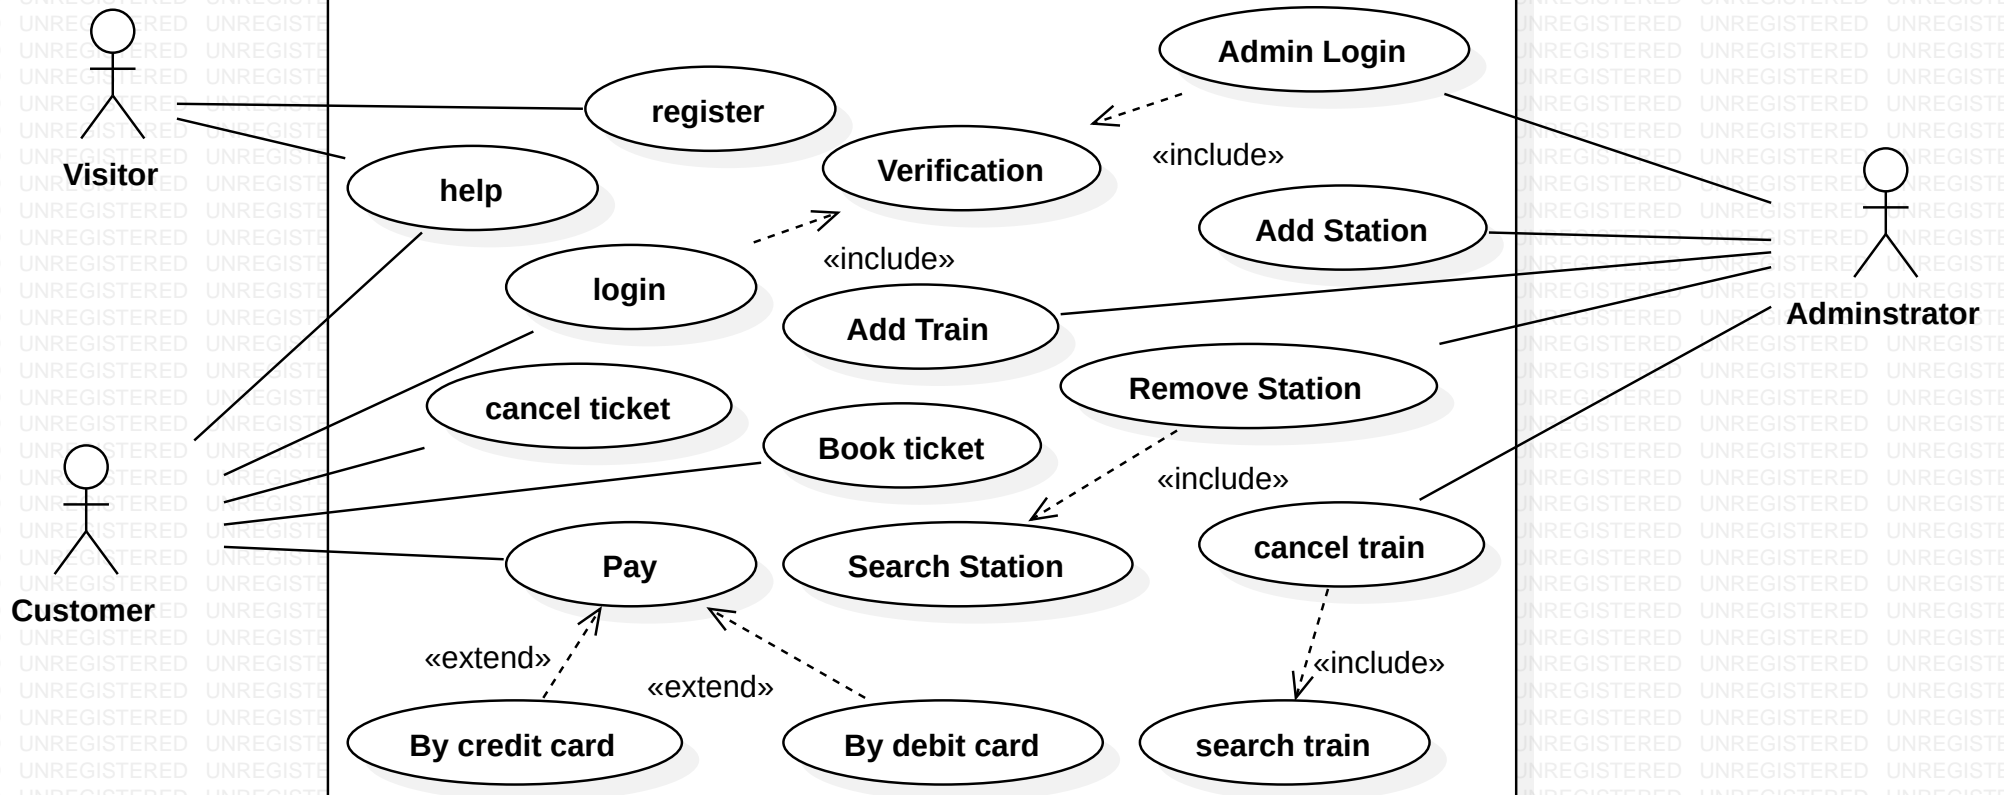 Admin Login
register
«include»
Verification
Visitor
help
Add Station
«include»
login
Adminstrator
Add Train
Remove Station
cancel ticket
Book ticket
«include»
cancel train
Pay
Search Station
Customer
«extend»
«include»
«extend»
By credit card
By debit card
search train
UNREGISTERED